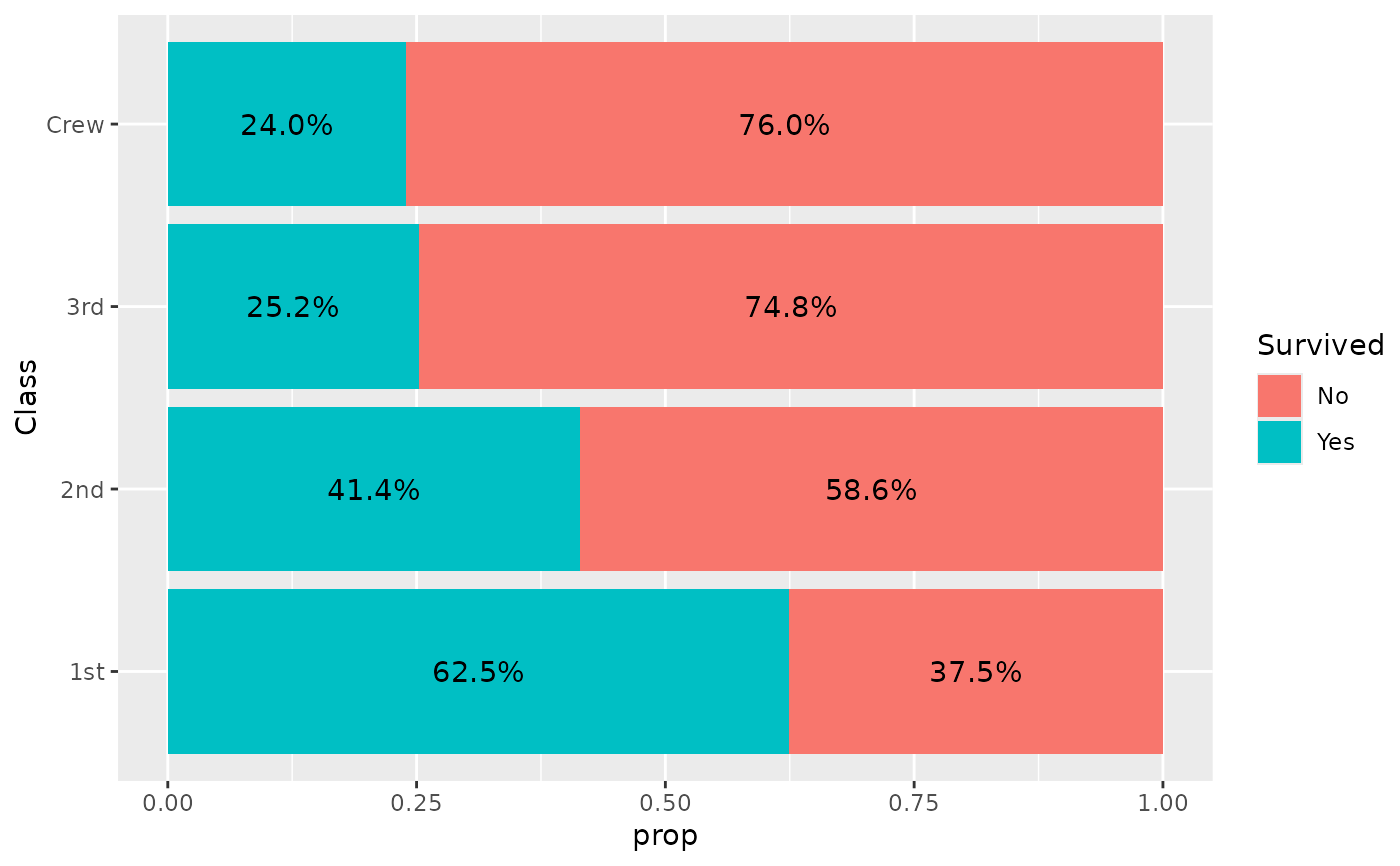 Crew
24.0%
76.0%
3rd
25.2%
74.8%
2nd
41.4%
58.6%
1st
62.5%
37.5%
0.00
0.25
0.50
0.75
1.00
prop
Class
Survived
No
Yes